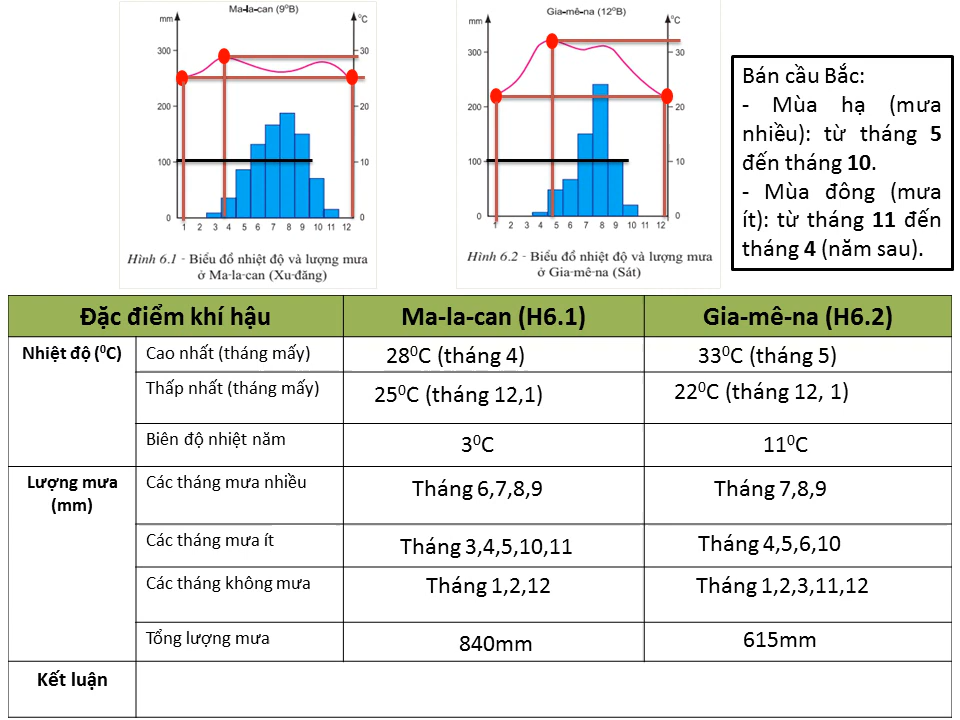 Ma-la-can (9°B)
mm
°C
300
200
100
0
30
20
10
0
1 2 3 4 5 6 7 8 9 10 11 12
Hình 6.1 - Biểu đồ nhiệt độ và lượng mưa
ở Ma-la-can (Xu-đăng)
Gia-mê-na (12°B)
mm
°C
300
200
100
0
30
20
10
0
1 2 3 4 5 6 7 8 9 10 11 12
Hình 6.2 - Biểu đồ nhiệt độ và lượng mưa
ở Gia-mê-na (Sát)
Bán cầu Bắc:
- Mùa hạ (mưa
nhiều): từ tháng 5
đến tháng 10.
- Mùa đông (mưa
ít): từ tháng 11 đến
tháng 4 (năm sau).
Đặc điểm khí hậu Ma-la-can (H6.1) Gia-mê-na (H6.2)
Nhiệt độ (⁰C) Cao nhất (tháng mấy) 28⁰C (tháng 4) 33⁰C (tháng 5)
Thấp nhất (tháng mấy) 25⁰C (tháng 12,1) 22⁰C (tháng 12, 1)
Biên độ nhiệt năm 3⁰C 11⁰C
Lượng mưa
(mm)
Các tháng mưa nhiều Tháng 6,7,8,9 Tháng 7,8,9
Các tháng mưa ít Tháng 3,4,5,10,11 Tháng 4,5,6,10
Các tháng không mưa Tháng 1,2,12 Tháng 1,2,3,11,12
Tổng lượng mưa 840mm 615mm
Kết luận